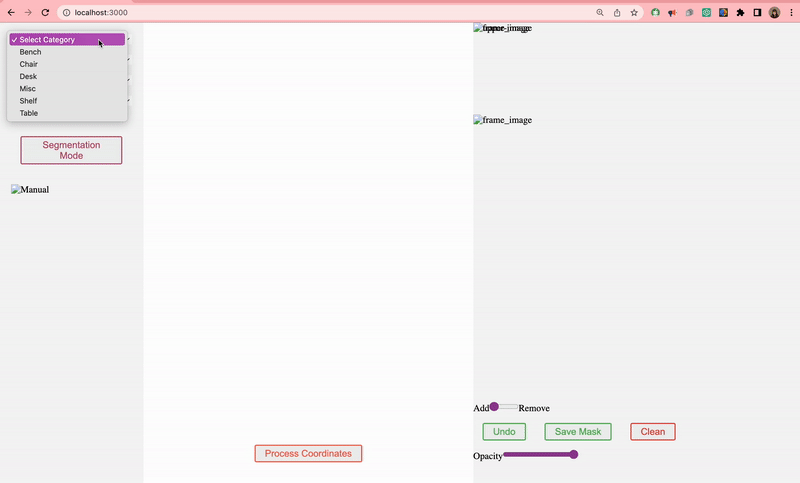 localhost:3000
✓ Select Category
Bench
Chair
Desk
Misc
Shelf
Table
Segmentation
Mode
Manual
frame_image
Add
Remove
Undo
Save Mask
Clean
Opacity
Process Coordinates